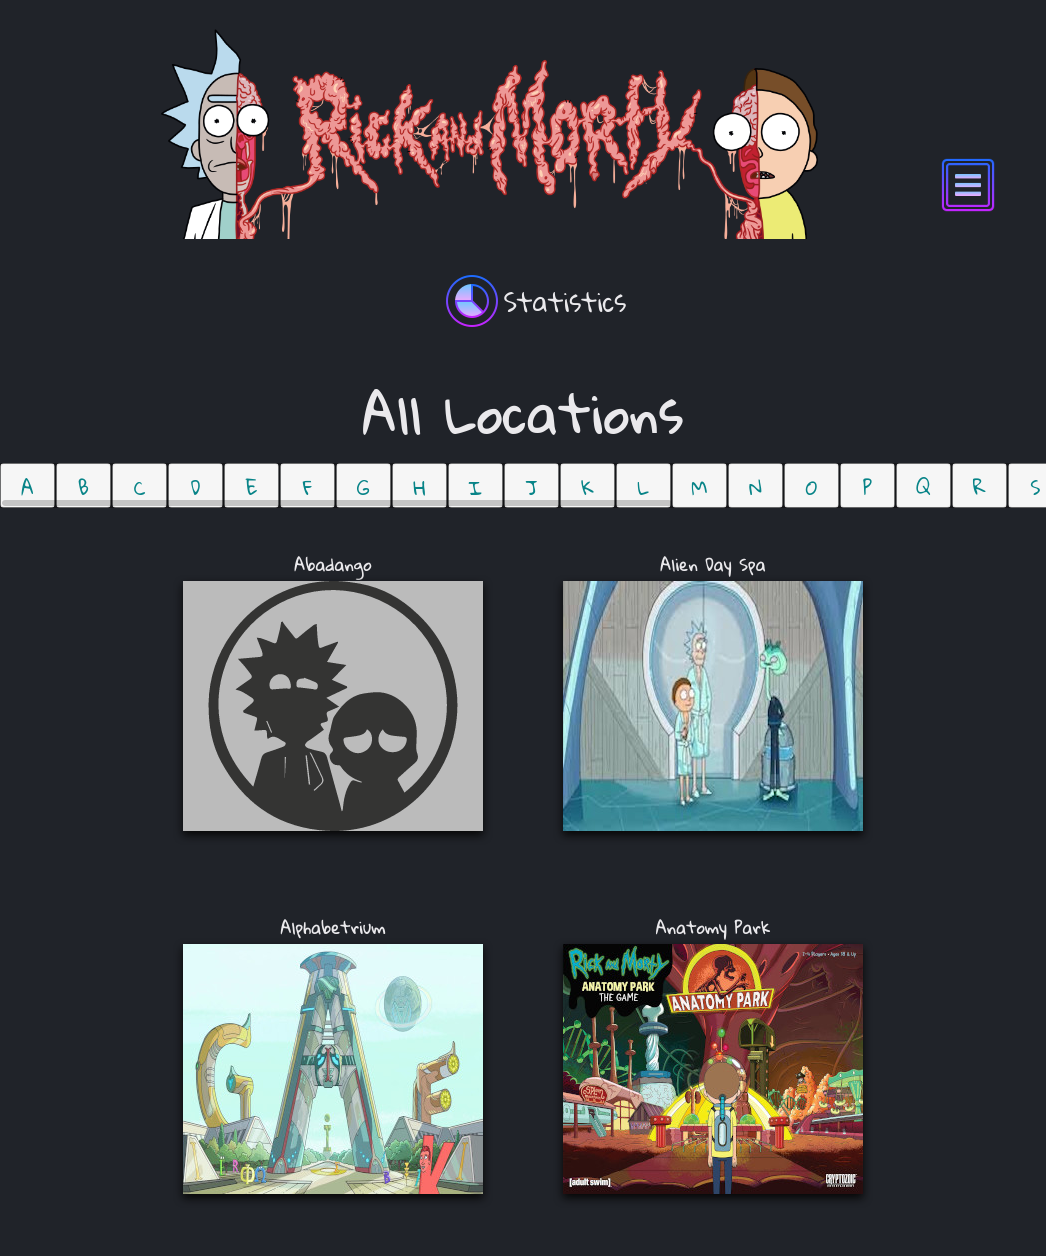 Rick and Morty
Statistics
All Locations
A B C D E F G H I J K L M N O P Q R S
Abadango
Alien Day Spa
Alphabetrium
G A E
Anatomy Park
Rick and Morty
ANATOMY PARK
THE GAME
ANATOMY PARK
[adult swim]
CRYPTOZOIC